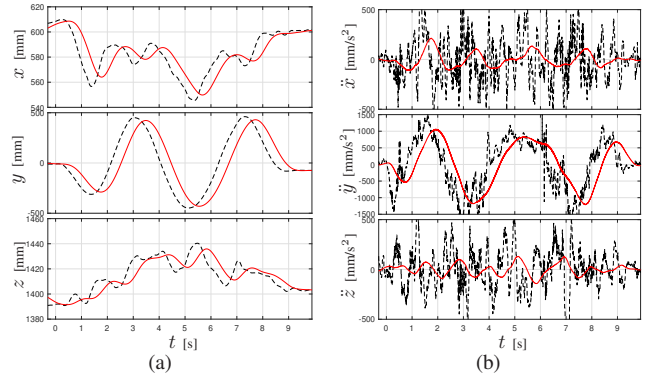 620
600
580
560
540
x [mm]
500
0
-500
y [mm]
1460
1440
1420
1400
1380
z [mm]
0 1 2 3 4 5 6 7 8 9
t [s]
(a)
500
0
-500
ẍ [mm/s²]
1500
1000
500
0
-500
-1000
-1500
ÿ [mm/s²]
500
0
-500
z̈ [mm/s²]
0 1 2 3 4 5 6 7 8 9
t [s]
(b)